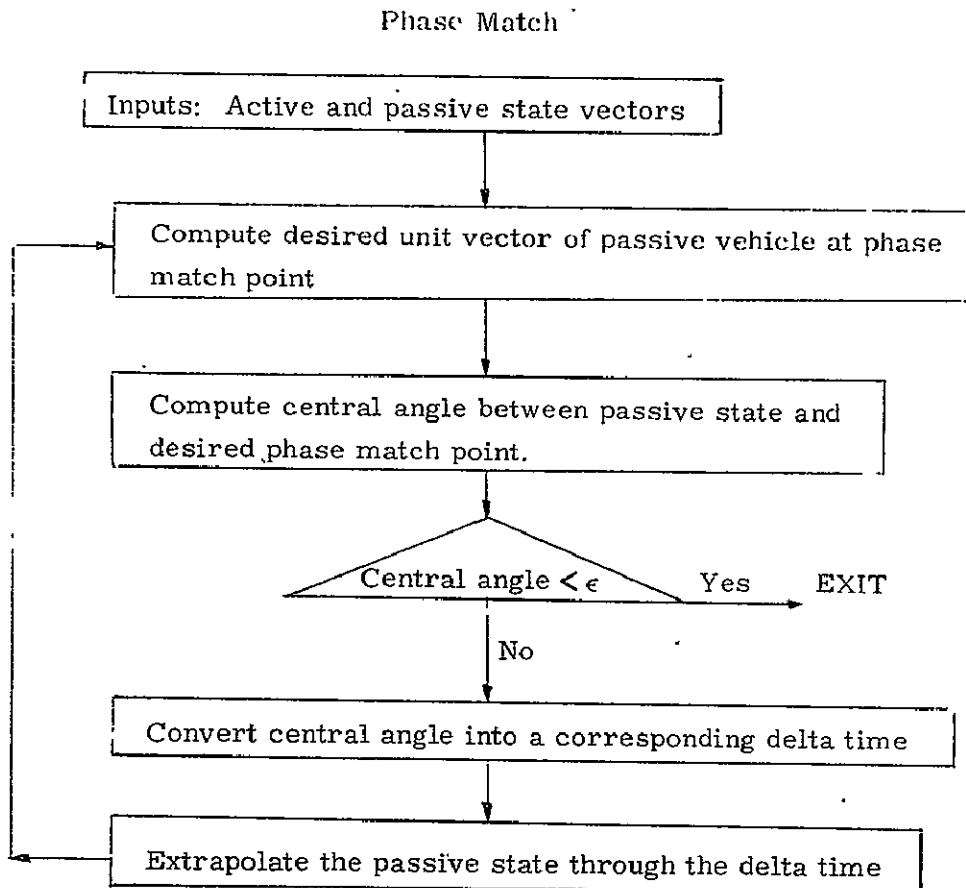 Phase Match
Inputs: Active and passive state vectors
Compute desired unit vector of passive vehicle at phase
match point
Compute central angle between passive state and
desired phase match point.
Central angle < ϵ
Yes
EXIT
No
Convert central angle into a corresponding delta time
Extrapolate the passive state through the delta time